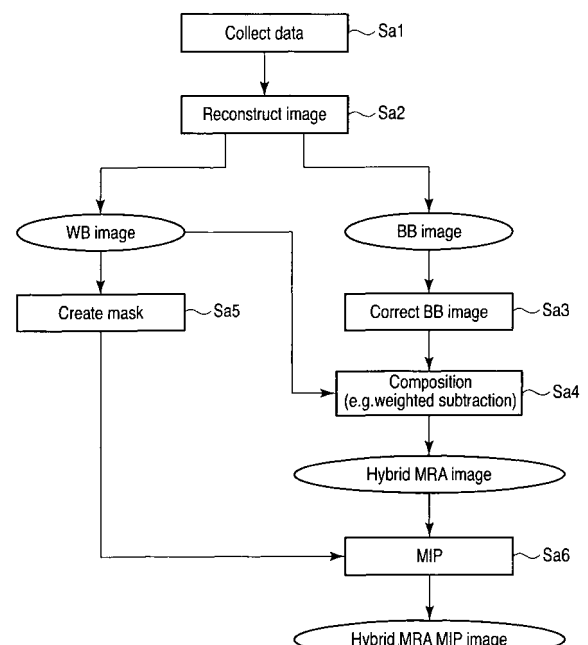 Collect data
Sa1
Reconstruct image
Sa2
WB image
BB image
Create mask
Sa5
Correct BB image
Sa3
Composition
(e.g.weighted subtraction)
Sa4
Hybrid MRA image
MIP
Sa6
Hybrid MRA MIP image